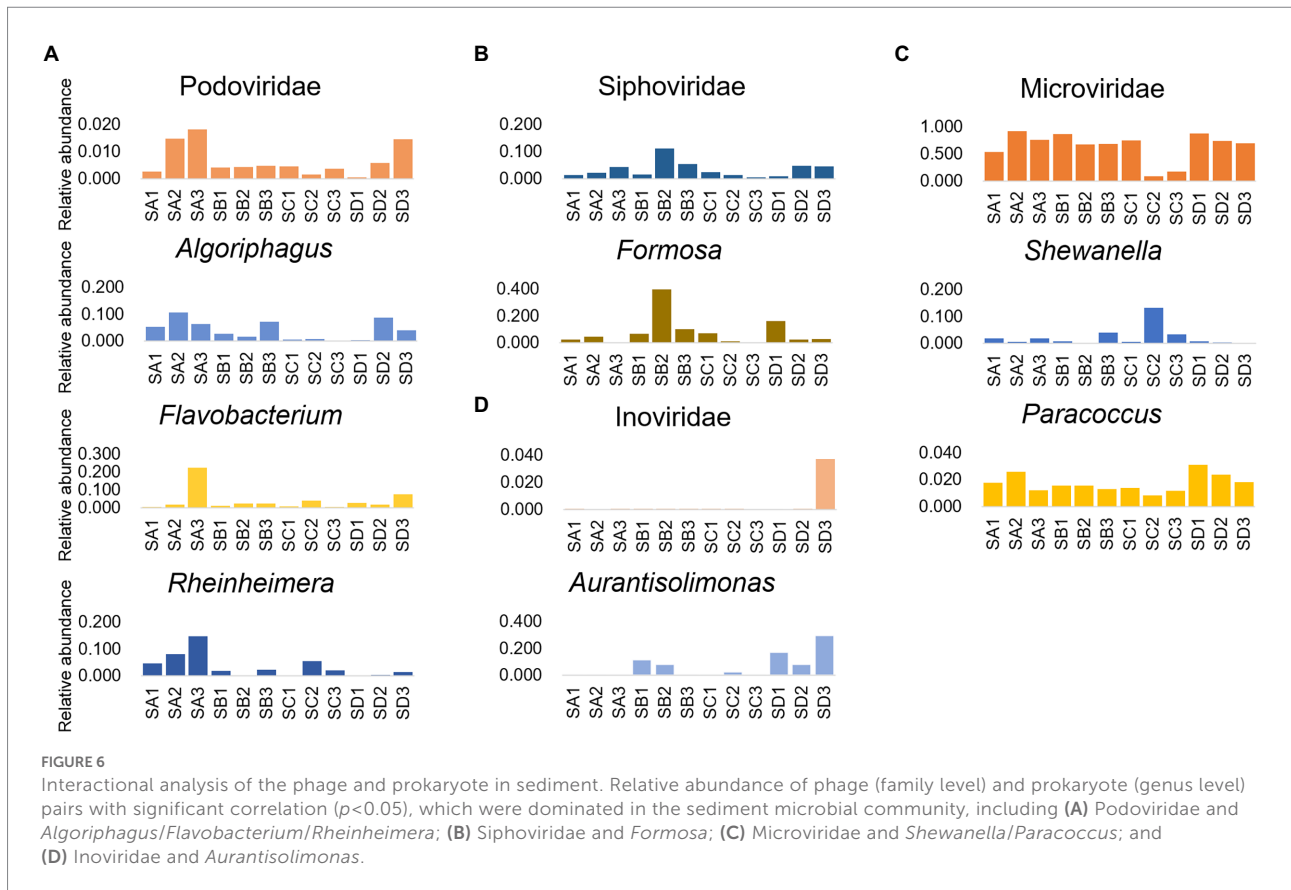 A
Podoviridae
Relative abundance
0.020
0.010
0.000
SA1 SA2 SA3 SB1 SB2 SB3 SC1 SC2 SC3 SD1 SD2 SD3
Algoriphagus
Relative abundance
0.200
0.100
0.000
SA1 SA2 SA3 SB1 SB2 SB3 SC1 SC2 SC3 SD1 SD2 SD3
Flavobacterium
Relative abundance
0.300
0.200
0.100
0.000
SA1 SA2 SA3 SB1 SB2 SB3 SC1 SC2 SC3 SD1 SD2 SD3
Rheinheimera
Relative abundance
0.200
0.100
0.000
SA1 SA2 SA3 SB1 SB2 SB3 SC1 SC2 SC3 SD1 SD2 SD3
B
Siphoviridae
0.200
0.100
0.000
SA1 SA2 SA3 SB1 SB2 SB3 SC1 SC2 SC3 SD1 SD2 SD3
Formosa
0.400
0.200
0.000
SA1 SA2 SA3 SB1 SB2 SB3 SC1 SC2 SC3 SD1 SD2 SD3
D
Inoviridae
0.040
0.020
0.000
SA1 SA2 SA3 SB1 SB2 SB3 SC1 SC2 SC3 SD1 SD2 SD3
Aurantisolimonas
0.400
0.200
0.000
SA1 SA2 SA3 SB1 SB2 SB3 SC1 SC2 SC3 SD1 SD2 SD3
C
Microviridae
1.000
0.500
0.000
SA1 SA2 SA3 SB1 SB2 SB3 SC1 SC2 SC3 SD1 SD2 SD3
Shewanella
0.200
0.100
0.000
SA1 SA2 SA3 SB1 SB2 SB3 SC1 SC2 SC3 SD1 SD2 SD3
Paracoccus
0.040
0.020
0.000
SA1 SA2 SA3 SB1 SB2 SB3 SC1 SC2 SC3 SD1 SD2 SD3
FIGURE 6
Interactional analysis of the phage and prokaryote in sediment. Relative abundance of phage (family level) and prokaryote (genus level)
pairs with significant correlation (p<0.05), which were dominated in the sediment microbial community, including (A) Podoviridae and
Algoriphagus/Flavobacterium/Rheinheimera; (B) Siphoviridae and Formosa; (C) Microviridae and Shewanella/Paracoccus; and
(D) Inoviridae and Aurantisolimonas.